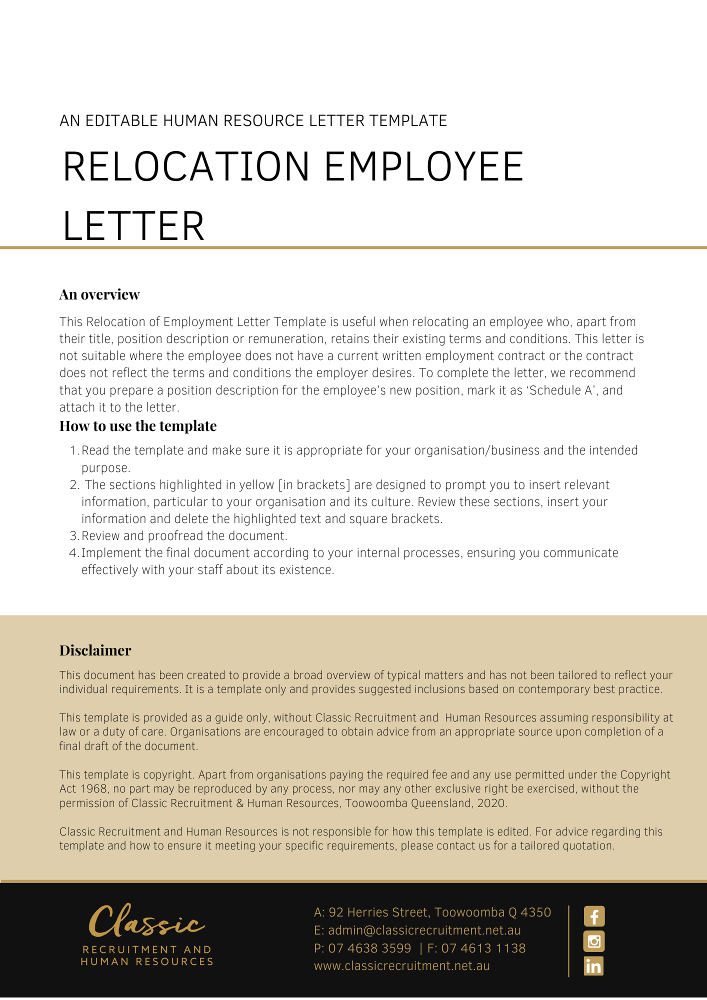 AN EDITABLE HUMAN RESOURCE LETTER TEMPLATE
RELOCATION EMPLOYEE
LETTER
An overview
This Relocation of Employment Letter Template is useful when relocating an employee who, apart from
their title, position description or remuneration, retains their existing terms and conditions. This letter is
not suitable where the employee does not have a current written employment contract or the contract
does not reflect the terms and conditions the employer desires. To complete the letter, we recommend
that you prepare a position description for the employee’s new position, mark it as ‘Schedule A’, and
attach it to the letter.
How to use the template
1. Read the template and make sure it is appropriate for your organisation/business and the intended
purpose.
2. The sections highlighted in yellow [in brackets] are designed to prompt you to insert relevant
information, particular to your organisation and its culture. Review these sections, insert your
information and delete the highlighted text and square brackets.
3. Review and proofread the document.
4. Implement the final document according to your internal processes, ensuring you communicate
effectively with your staff about its existence.
Disclaimer
This document has been created to provide a broad overview of typical matters and has not been tailored to reflect your
individual requirements. It is a template only and provides suggested inclusions based on contemporary best practice.
This template is provided as a guide only, without Classic Recruitment and Human Resources assuming responsibility at
law or a duty of care. Organisations are encouraged to obtain advice from an appropriate source upon completion of a
final draft of the document.
This template is copyright. Apart from organisations paying the required fee and any use permitted under the Copyright
Act 1968, no part may be reproduced by any process, nor may any other exclusive right be exercised, without the
permission of Classic Recruitment & Human Resources, Toowoomba Queensland, 2020.
Classic Recruitment and Human Resources is not responsible for how this template is edited. For advice regarding this
template and how to ensure it meeting your specific requirements, please contact us for a tailored quotation.
Classic
RECRUITMENT AND
HUMAN RESOURCES
A: 92 Herries Street, Toowoomba Q 4350
E: admin@classicrecruitment.net.au
P: 07 4638 3599 | F: 07 4613 1138
www.classicrecruitment.net.au